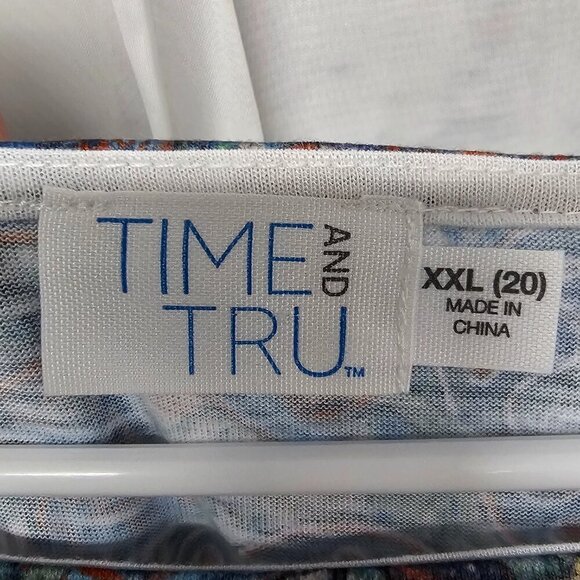 TIME AND
TRU™
XXL (20)
MADE IN
CHINA